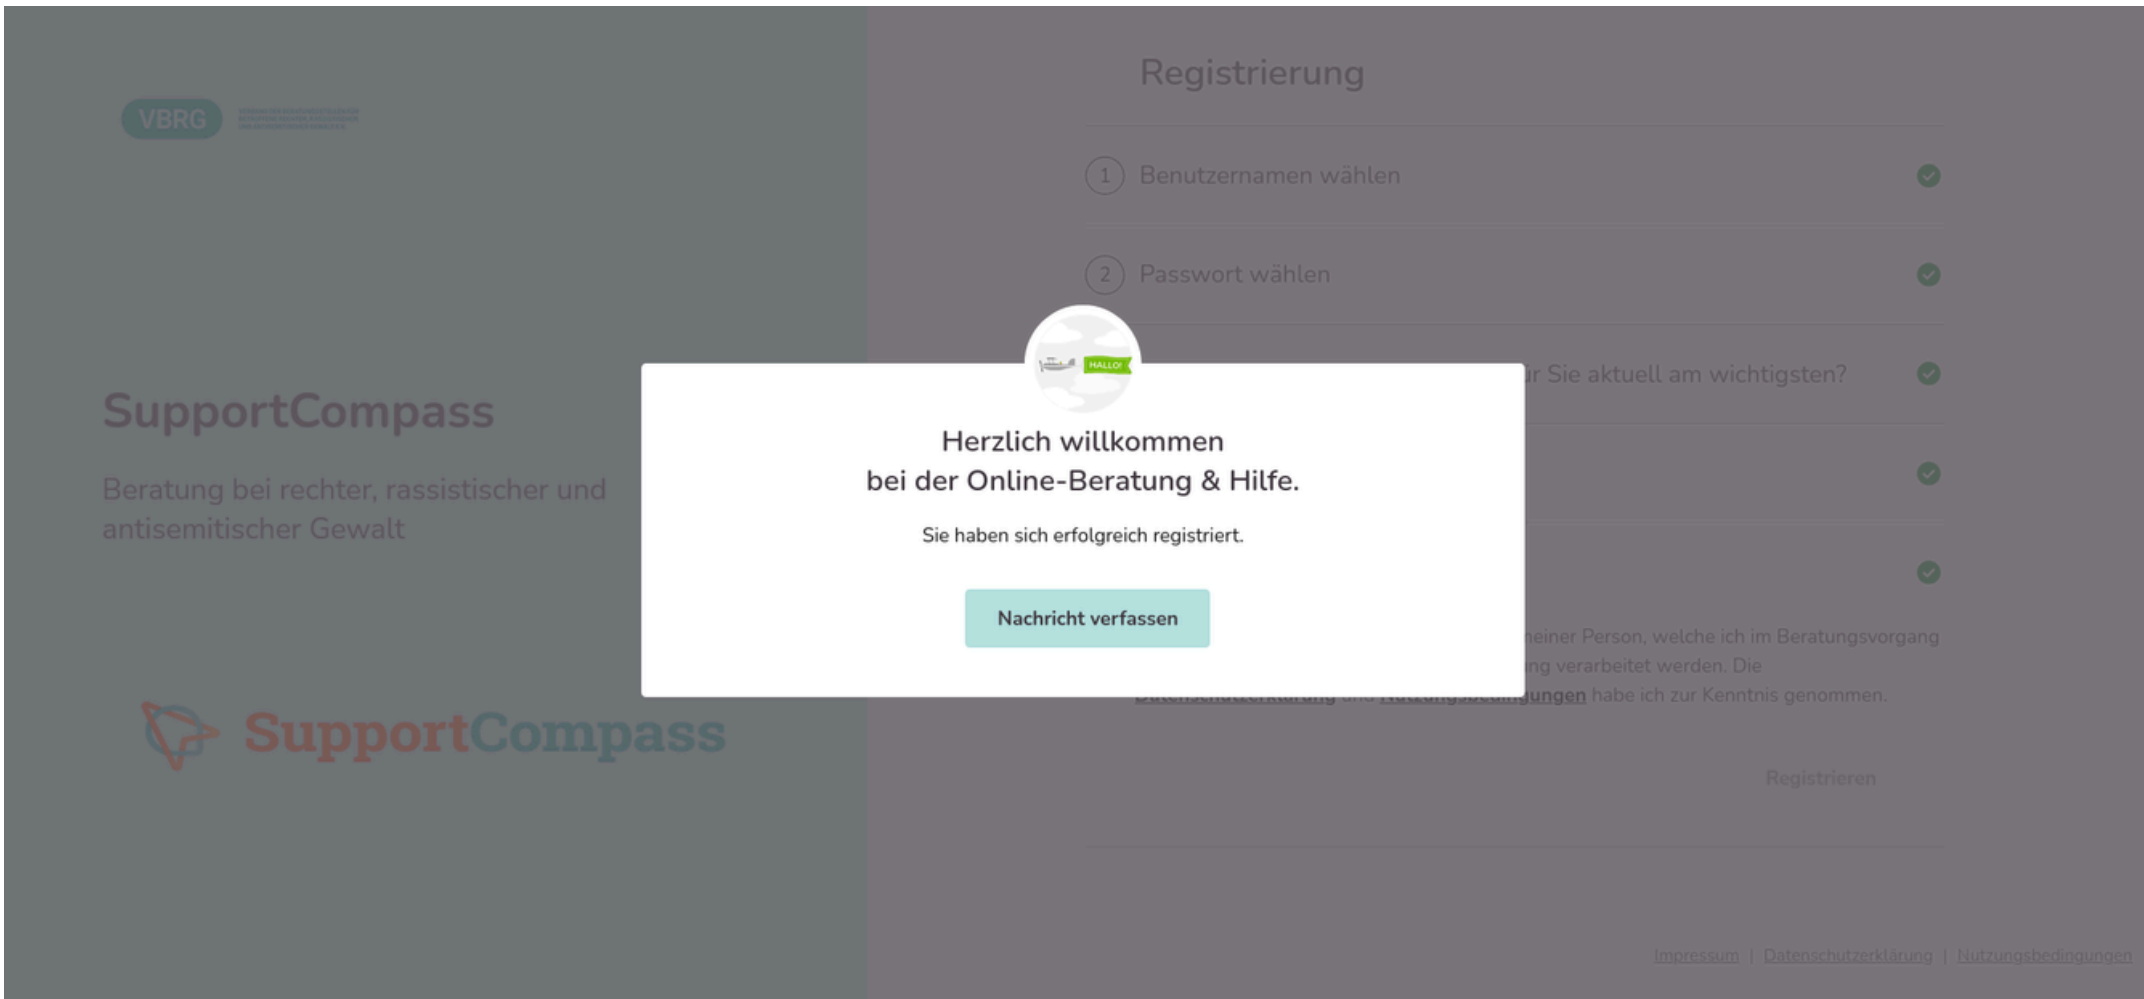 VBRG
SupportCompass
Beratung bei rechter, rassistischer und
antisemitischer Gewalt
SupportCompass
Registrierung
1 Benutzernamen wählen
2 Passwort wählen
ür Sie aktuell am wichtigsten?
HALLO!
Herzlich willkommen
bei der Online-Beratung & Hilfe.
Sie haben sich erfolgreich registriert.
Nachricht verfassen
meiner Person, welche ich im Beratungsvorgang
ung verarbeitet werden. Die
Datenschutzerklärung und Nutzungsbedingungen habe ich zur Kenntnis genommen.
Registrieren
Impressum | Datenschutzerklärung | Nutzungsbedingungen